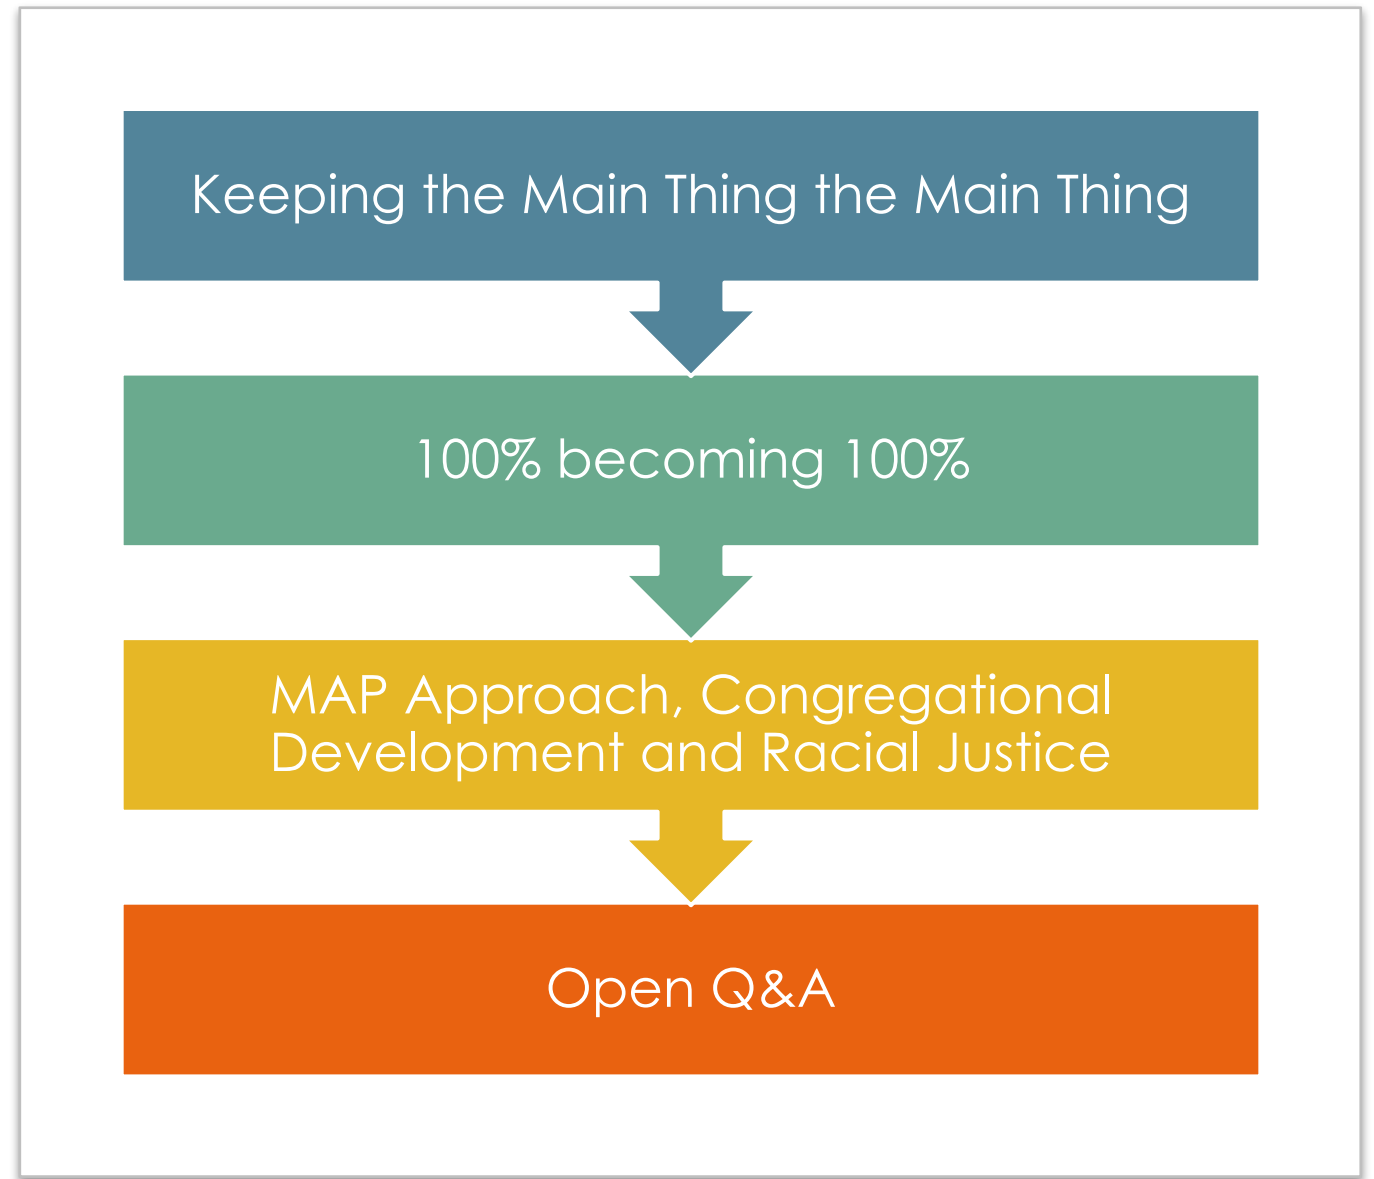 Keeping the Main Thing the Main Thing
100% becoming 100%
MAP Approach, Congregational
Development and Racial Justice
Open Q&A